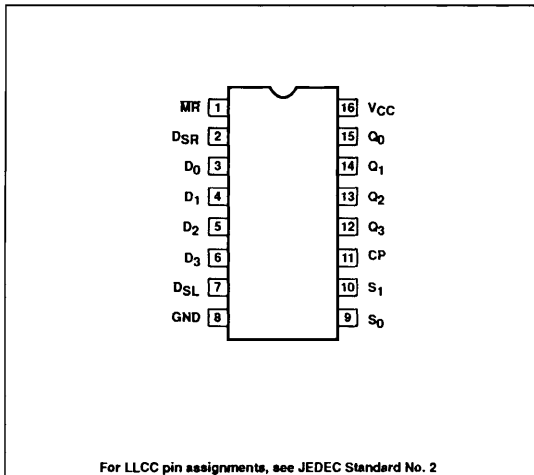 MR 1 16 VCC
DSR 2 15 Q0
D0 3 14 Q1
D1 4 13 Q2
D2 5 12 Q3
D3 6 11 CP
DSL 7 10 S1
GND 8 9 S0
For LLCC pin assignments, see JEDEC Standard No. 2